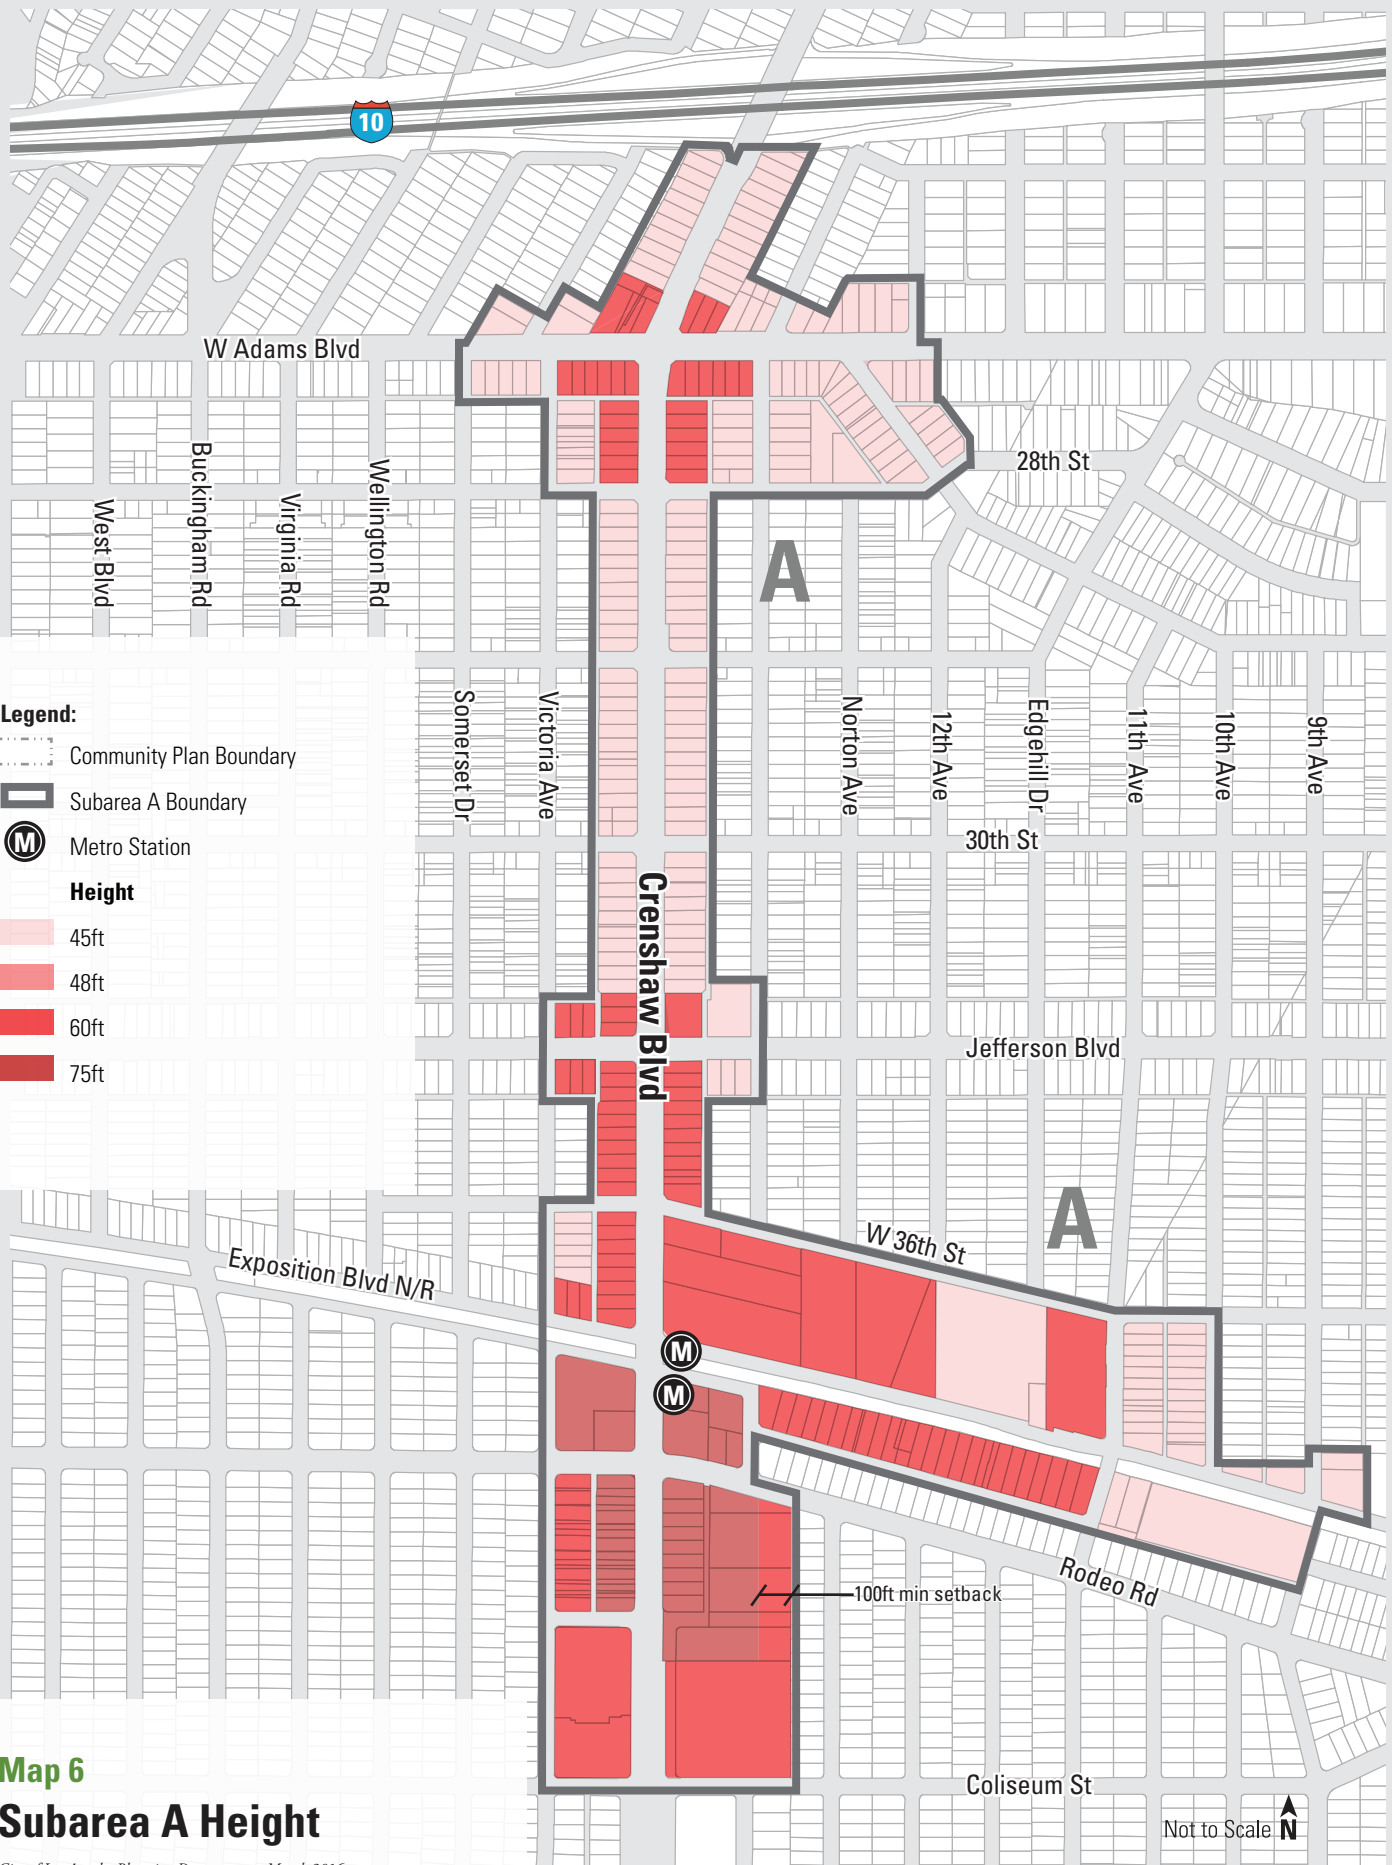 10
W Adams Blvd
28th St
Buckingham Rd
Wellington Rd
Virginia Rd
West Blvd
A
Legend:
Community Plan Boundary
Subarea A Boundary
M Metro Station
Height
45ft
48ft
60ft
75ft
Somerset Dr
Victoria Ave
Norton Ave
12th Ave
Edgehill Dr
11th Ave
10th Ave
9th Ave
30th St
Crenshaw Blvd
Jefferson Blvd
A
W 36th St
Exposition Blvd N/R
M
M
Rodeo Rd
100ft min setback
Coliseum St
Not to Scale N
Map 6
Subarea A Height